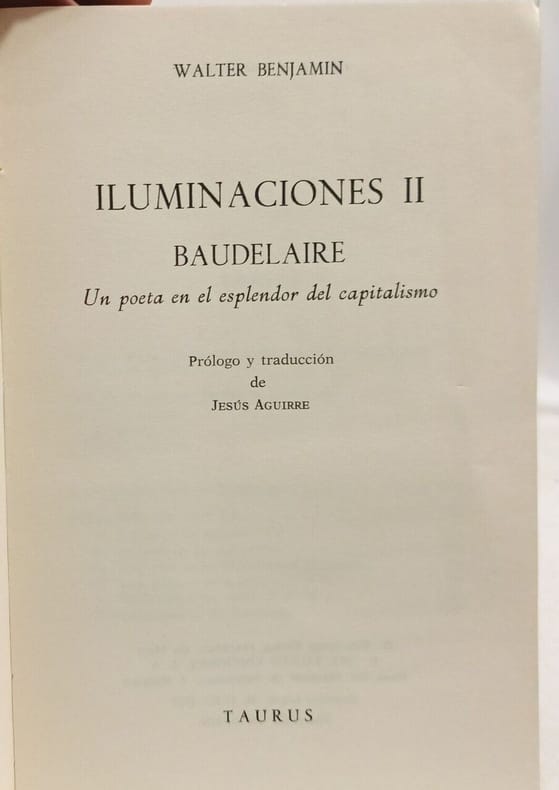 WALTER BENJAMIN
ILUMINACIONES II
BAUDELAIRE
Un poeta en el esplendor del capitalismo
Prólogo y traducción
de
JESÚS AGUIRRE
TAURUS